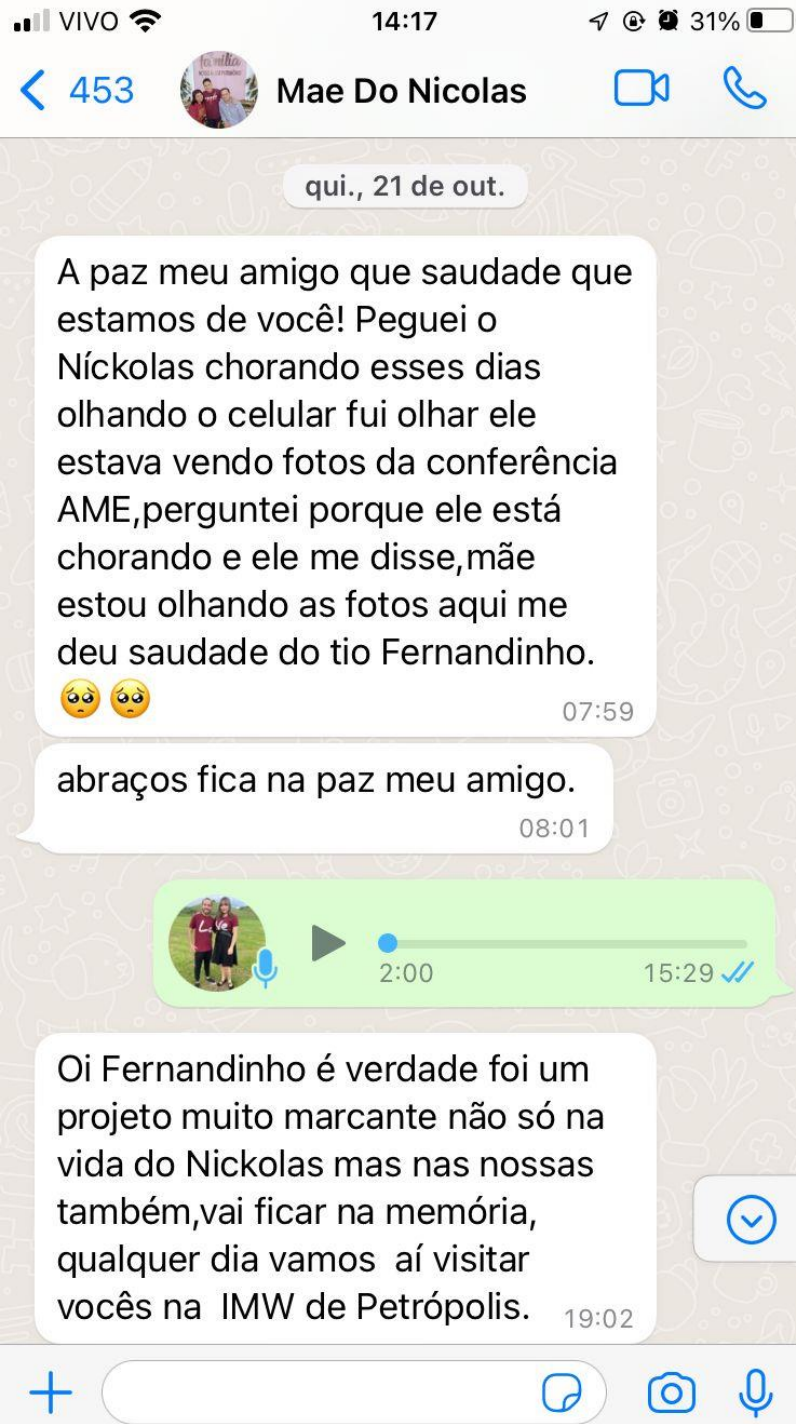 VIVO 14:17 31%
453 Mae Do Nicolas
família
qui., 21 de out.
A paz meu amigo que saudade que
estamos de você! Peguei o
Níckolas chorando esses dias
olhando o celular fui olhar ele
estava vendo fotos da conferência
AME,perguntei porque ele está
chorando e ele me disse,mãe
estou olhando as fotos aqui me
deu saudade do tio Fernandinho.
🥺🥺 07:59
abraços fica na paz meu amigo.
08:01
2:00 15:29
Oi Fernandinho é verdade foi um
projeto muito marcante não só na
vida do Nickolas mas nas nossas
também,vai ficar na memória,
qualquer dia vamos aí visitar
vocês na IMW de Petrópolis. 19:02